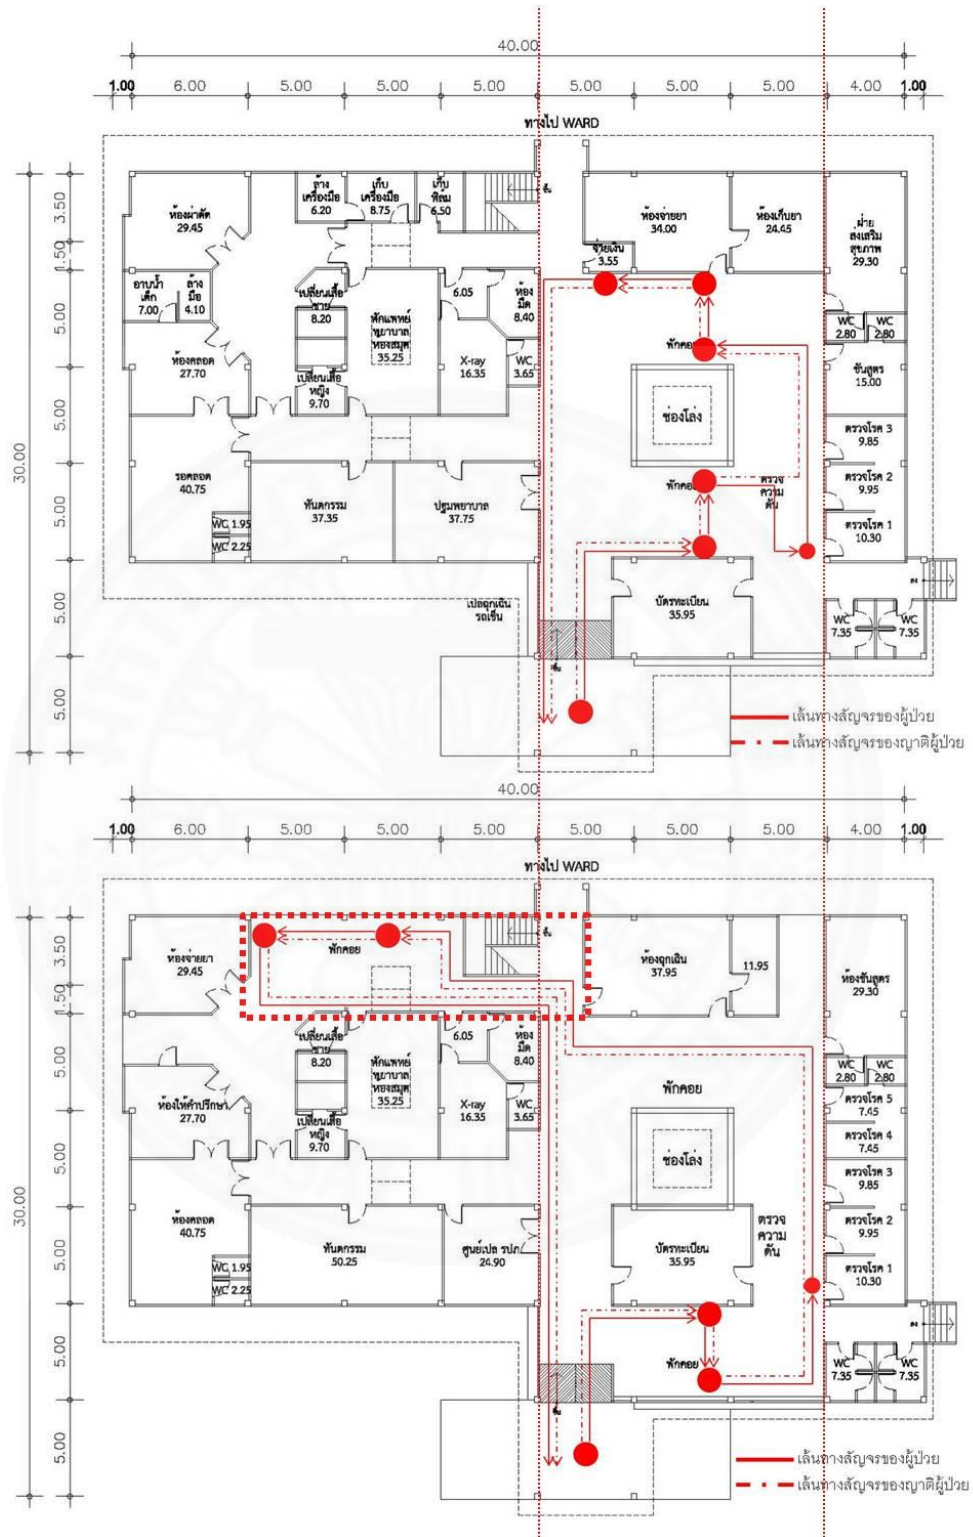 40.00
1.00 6.00 5.00 5.00 5.00 5.00 5.00 5.00 4.00 1.00
ทางไป WARD
30.00
3.50
1.50
5.00
5.00
5.00
5.00
5.00
ห้องผ่าตัด
29.45
ล้าง
เครื่องมือ
6.20
เก็บ
เครื่องมือ
8.75
เก็บ
ฟิล์ม
6.50
ขึ้น
ห้องจ่ายยา
34.00
ห้องเก็บยา
24.45
ฝ่าย
ส่งเสริม
สุขภาพ
29.30
จ่ายเงิน
3.55
อาบน้ำ
เด็ก
7.00
ล้าง
มือ
4.10
เปลี่ยนเสื้อ
ชาย
8.20
พักแพทย์
พยาบาล
ห้องสมุด
35.25
6.05
ห้อง
มืด
8.40
WC
2.80
WC
2.80
พักคอย
ห้องคลอด
27.70
เปลี่ยนเสื้อ
หญิง
9.70
X-ray
16.35
WC
3.65
ชันสูตร
15.00
ช่องโล่ง
ตรวจโรค 3
9.85
รอคลอด
40.75
ทันตกรรม
37.35
ปฐมพยาบาล
37.75
พักคอย
ตรวจ
ความ
ดัน
ตรวจโรค 2
9.95
WC 1.95
WC 2.25
ตรวจโรค 1
10.30
เปลฉุกเฉิน
รถเข็น
บัตรทะเบียน
35.95
ลง
WC
7.35
WC
7.35
ขึ้น
เส้นทางสัญจรของผู้ป่วย
เส้นทางสัญจรของญาติผู้ป่วย
40.00
1.00 6.00 5.00 5.00 5.00 5.00 5.00 5.00 4.00 1.00
ทางไป WARD
30.00
3.50
1.50
5.00
5.00
5.00
5.00
5.00
ห้องจ่ายยา
29.45
พักคอย
ขึ้น
ห้องฉุกเฉิน
37.95
11.95
ห้องชันสูตร
29.30
เปลี่ยนเสื้อ
ชาย
8.20
พักแพทย์
พยาบาล
ห้องสมุด
35.25
6.05
ห้อง
มืด
8.40
WC
2.80
WC
2.80
พักคอย
ห้องให้คำปรึกษา
27.70
เปลี่ยนเสื้อ
หญิง
9.70
X-ray
16.35
WC
3.65
ตรวจโรค 5
7.45
ตรวจโรค 4
7.45
ช่องโล่ง
ตรวจโรค 3
9.85
ห้องคลอด
40.75
ทันตกรรม
50.25
ศูนย์เปล รปภ
24.90
บัตรทะเบียน
35.95
ตรวจ
ความ
ดัน
ตรวจโรค 2
9.95
WC 1.95
WC 2.25
ตรวจโรค 1
10.30
ลง
พักคอย
WC
7.35
WC
7.35
ขึ้น
เส้นทางสัญจรของผู้ป่วย
เส้นทางสัญจรของญาติผู้ป่วย